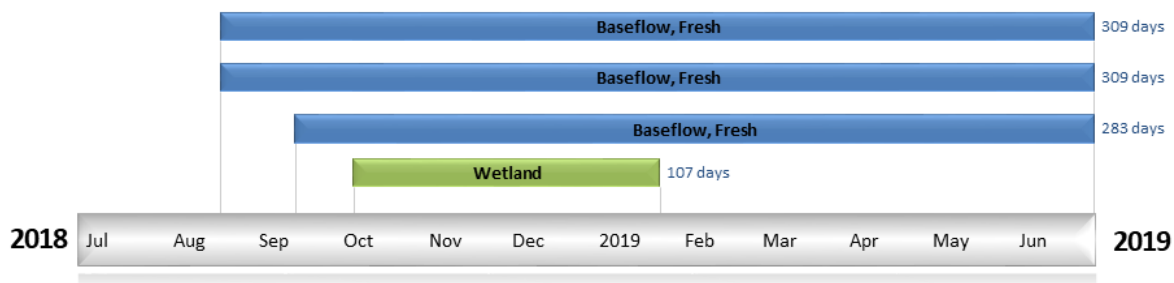 Baseflow, Fresh 309 days
Baseflow, Fresh 309 days
Baseflow, Fresh 283 days
Wetland 107 days
2018 Jul Aug Sep Oct Nov Dec 2019 Feb Mar Apr May Jun 2019